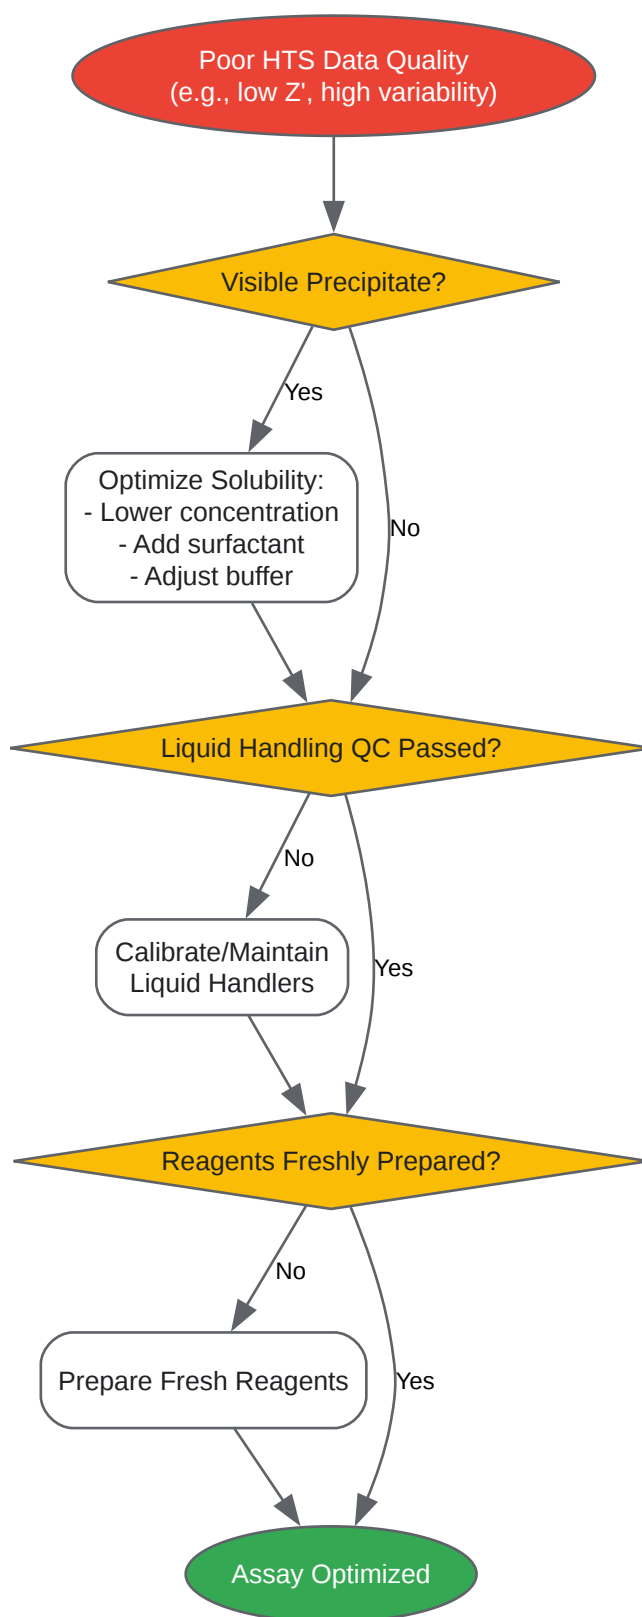 Poor HTS Data Quality
(e.g., low Z', high variability)
Visible Precipitate?
Yes
Optimize Solubility:
- Lower concentration
- Add surfactant
- Adjust buffer
No
Liquid Handling QC Passed?
No
Calibrate/Maintain
Liquid Handlers
Yes
Reagents Freshly Prepared?
No
Prepare Fresh Reagents
Yes
Assay Optimized